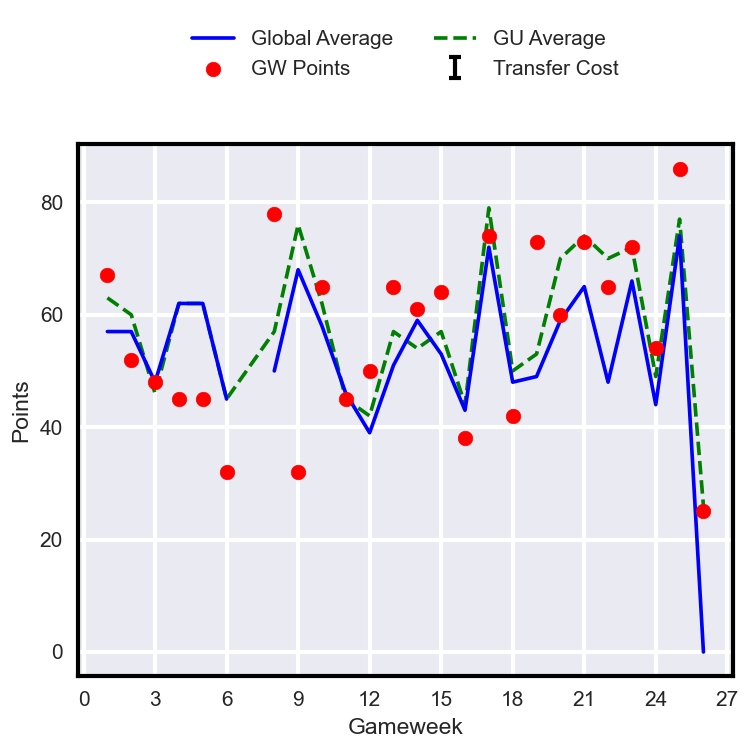 Global Average
GU Average
GW Points
Transfer Cost
80
60
40
20
0
Points
0 3 6 9 12 15 18 21 24 27
Gameweek